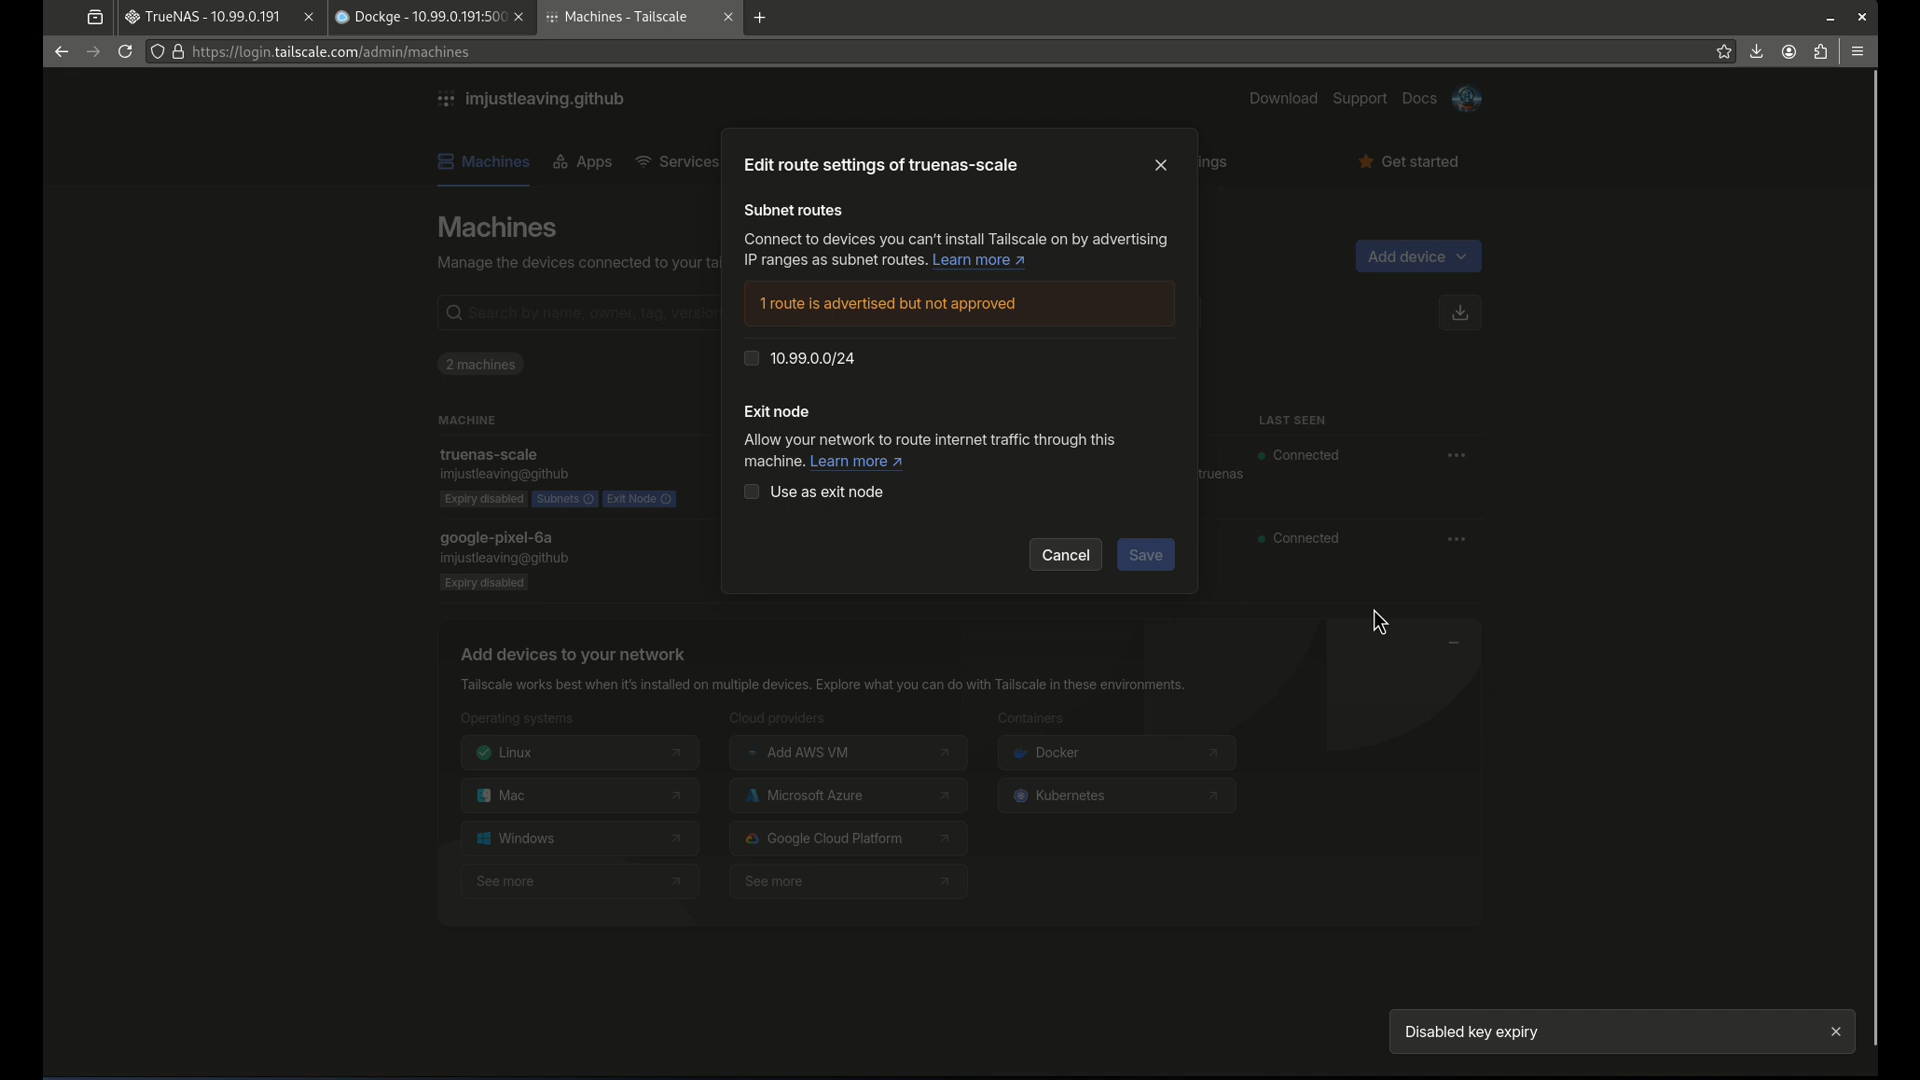 TrueNAS - 10.99.0.191
Dockge - 10.99.0.191:500
Machines - Tailscale
https://login.tailscale.com/admin/machines
imjustleaving.github
Download Support Docs
Machines Apps Services
ings
Get started
Edit route settings of truenas-scale
Subnet routes
Connect to devices you can't install Tailscale on by advertising
IP ranges as subnet routes. Learn more ↗
1 route is advertised but not approved
10.99.0.0/24
Exit node
Allow your network to route internet traffic through this
machine. Learn more ↗
Use as exit node
Cancel Save
Machines
Manage the devices connected to your tai
Add device
Search by name, owner, tag, version
2 machines
MACHINE
LAST SEEN
truenas-scale
Connected
imjustleaving@github
truenas
Expiry disabled Subnets Exit Node
google-pixel-6a
Connected
imjustleaving@github
Expiry disabled
Add devices to your network
Tailscale works best when it's installed on multiple devices. Explore what you can do with Tailscale in these environments.
Operating systems Cloud providers Containers
Linux Add AWS VM Docker
Mac Microsoft Azure Kubernetes
Windows Google Cloud Platform
See more See more
Disabled key expiry